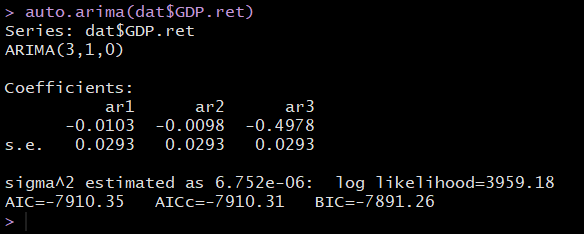 > auto.arima(dat$GDP.ret)
Series: dat$GDP.ret
ARIMA(3,1,0)
Coefficients:
ar1 ar2 ar3
-0.0103 -0.0098 -0.4978
s.e. 0.0293 0.0293 0.0293
sigma^2 estimated as 6.752e-06: log likelihood=3959.18
AIC=-7910.35 AICc=-7910.31 BIC=-7891.26
>